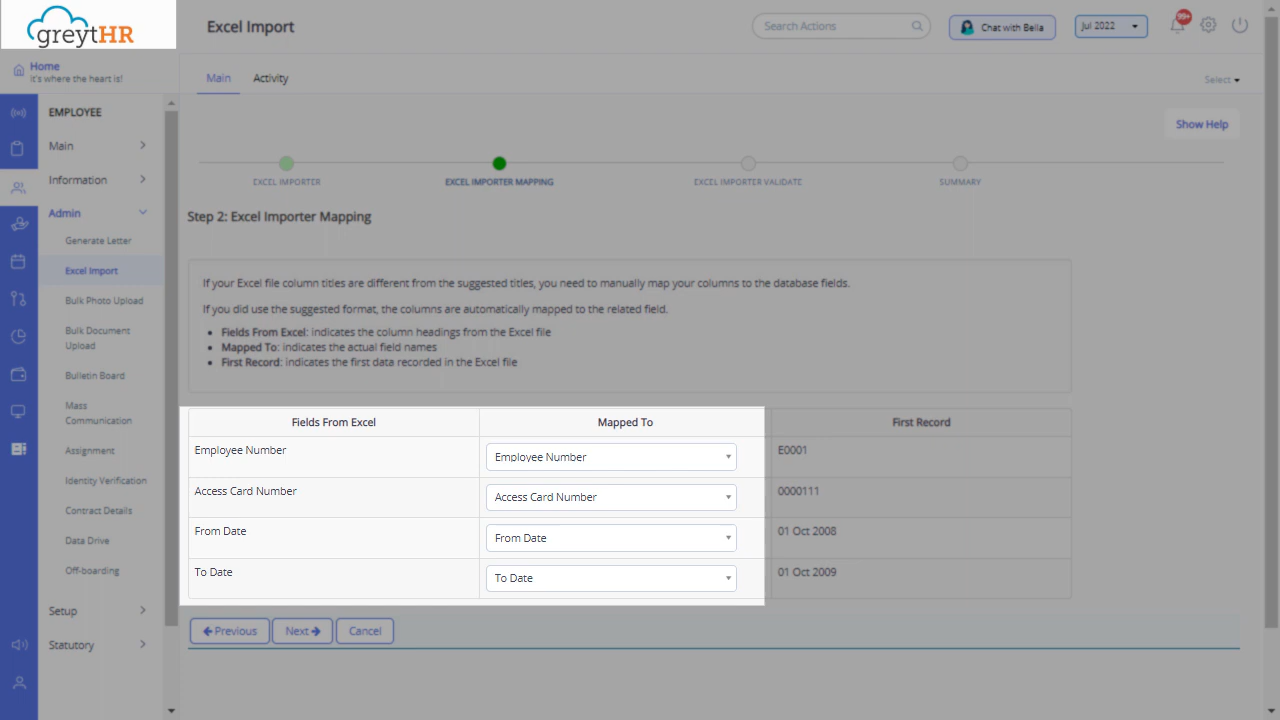 greytHR
Excel Import
Search Actions
Chat with Bella
Jul 2022
99+
Home
It's where the heart is!
Main
Activity
Select
EMPLOYEE
Main
Information
Admin
Generate Letter
Excel Import
Bulk Photo Upload
Bulk Document
Upload
Bulletin Board
Mass
Communication
Assignment
Identity Verification
Contract Details
Data Drive
Off-boarding
Setup
Statutory
Show Help
EXCEL IMPORTER
EXCEL IMPORTER MAPPING
EXCEL IMPORTER VALIDATE
SUMMARY
Step 2: Excel Importer Mapping
If your Excel file column titles are different from the suggested titles, you need to manually map your columns to the database fields.
If you did use the suggested format, the columns are automatically mapped to the related field.
• Fields From Excel: indicates the column headings from the Excel file
• Mapped To: indicates the actual field names
• First Record: indicates the first data recorded in the Excel file
Fields From Excel Mapped To First Record
Employee Number Employee Number E0001
Access Card Number Access Card Number 0000111
From Date From Date 01 Oct 2008
To Date To Date 01 Oct 2009
Previous Next Cancel